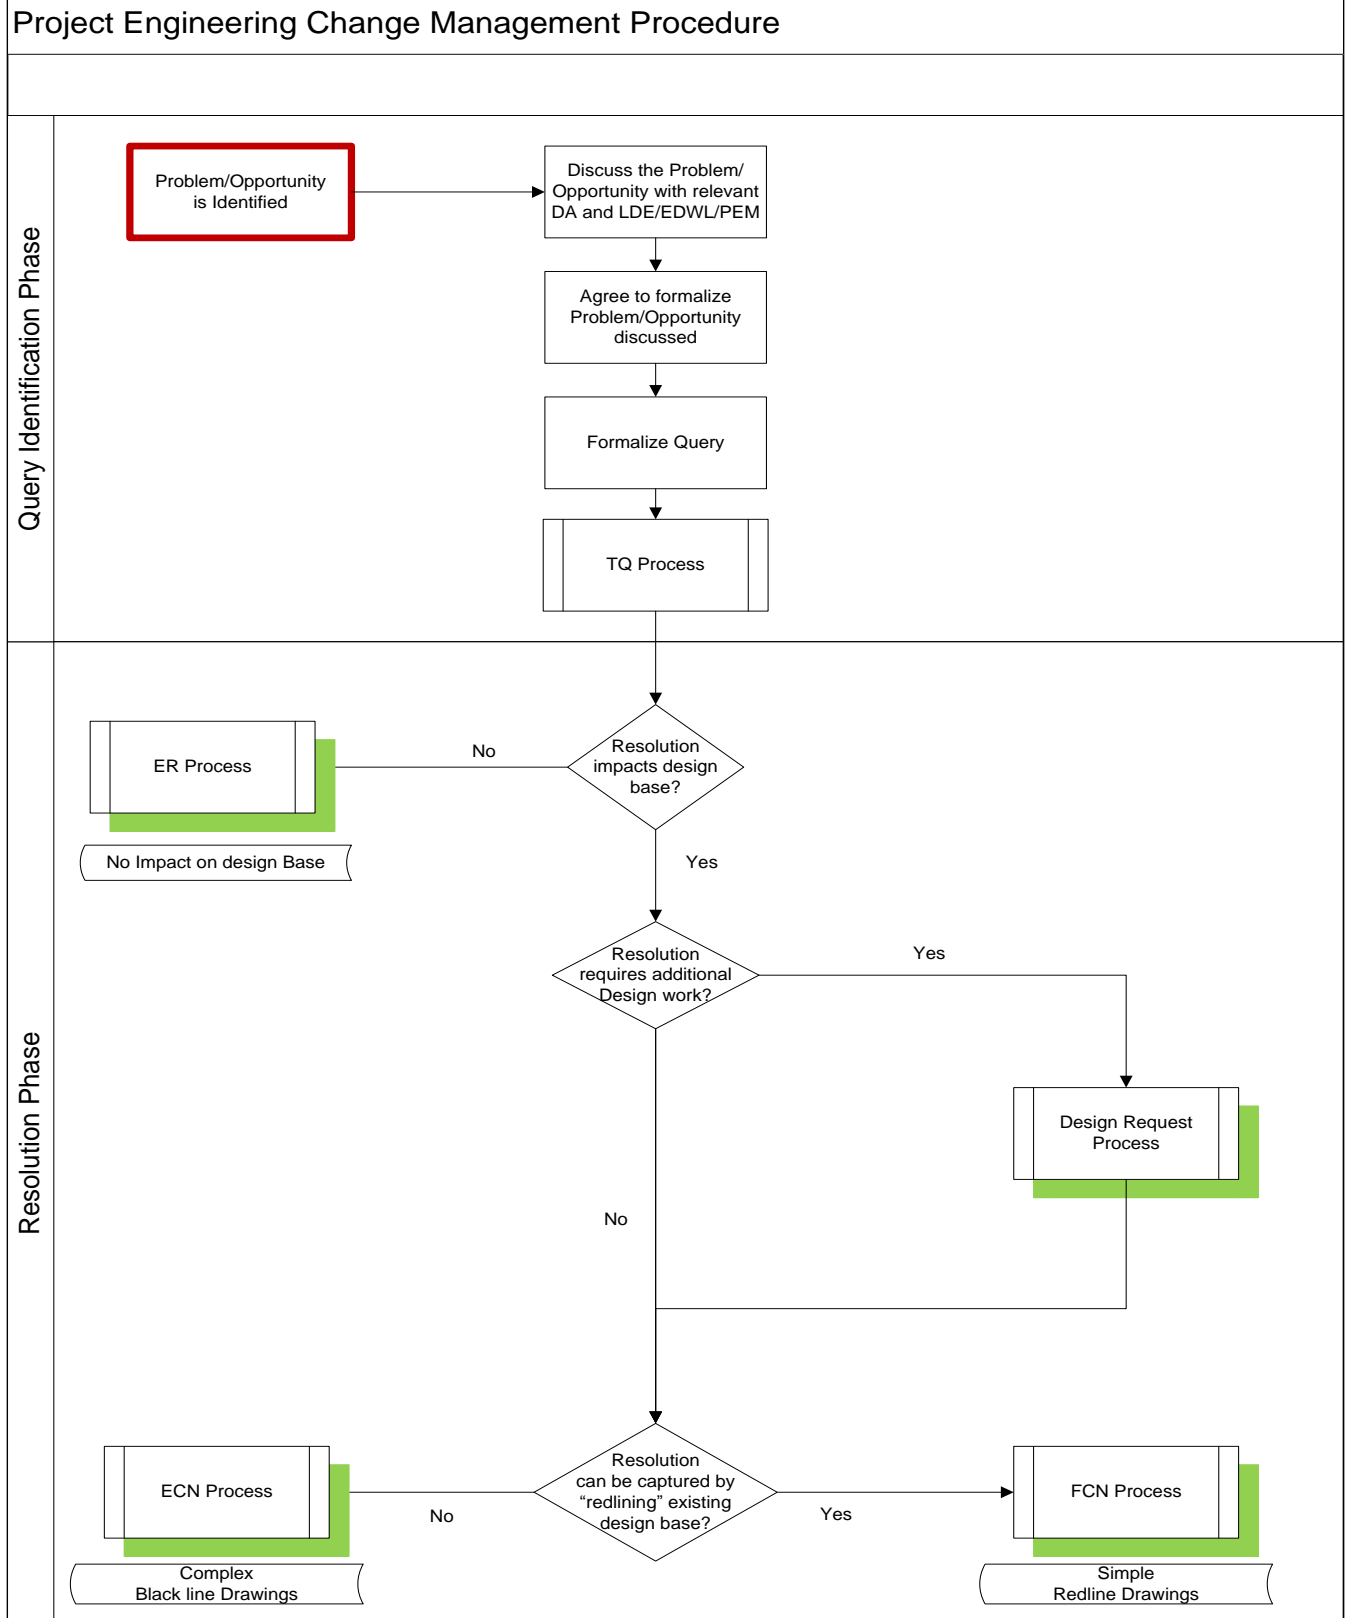 Project Engineering Change Management Procedure
Query Identification Phase
Problem/Opportunity
is Identified
Discuss the Problem/
Opportunity with relevant
DA and LDE/EDWL/PEM
Agree to formalize
Problem/Opportunity
discussed
Formalize Query
TQ Process
Resolution Phase
Resolution
impacts design
base?
No
ER Process
No Impact on design Base
Yes
Resolution
requires additional
Design work?
Yes
Design Request
Process
No
Resolution
can be captured by
“redlining” existing
design base?
No
ECN Process
Complex
Black line Drawings
Yes
FCN Process
Simple
Redline Drawings